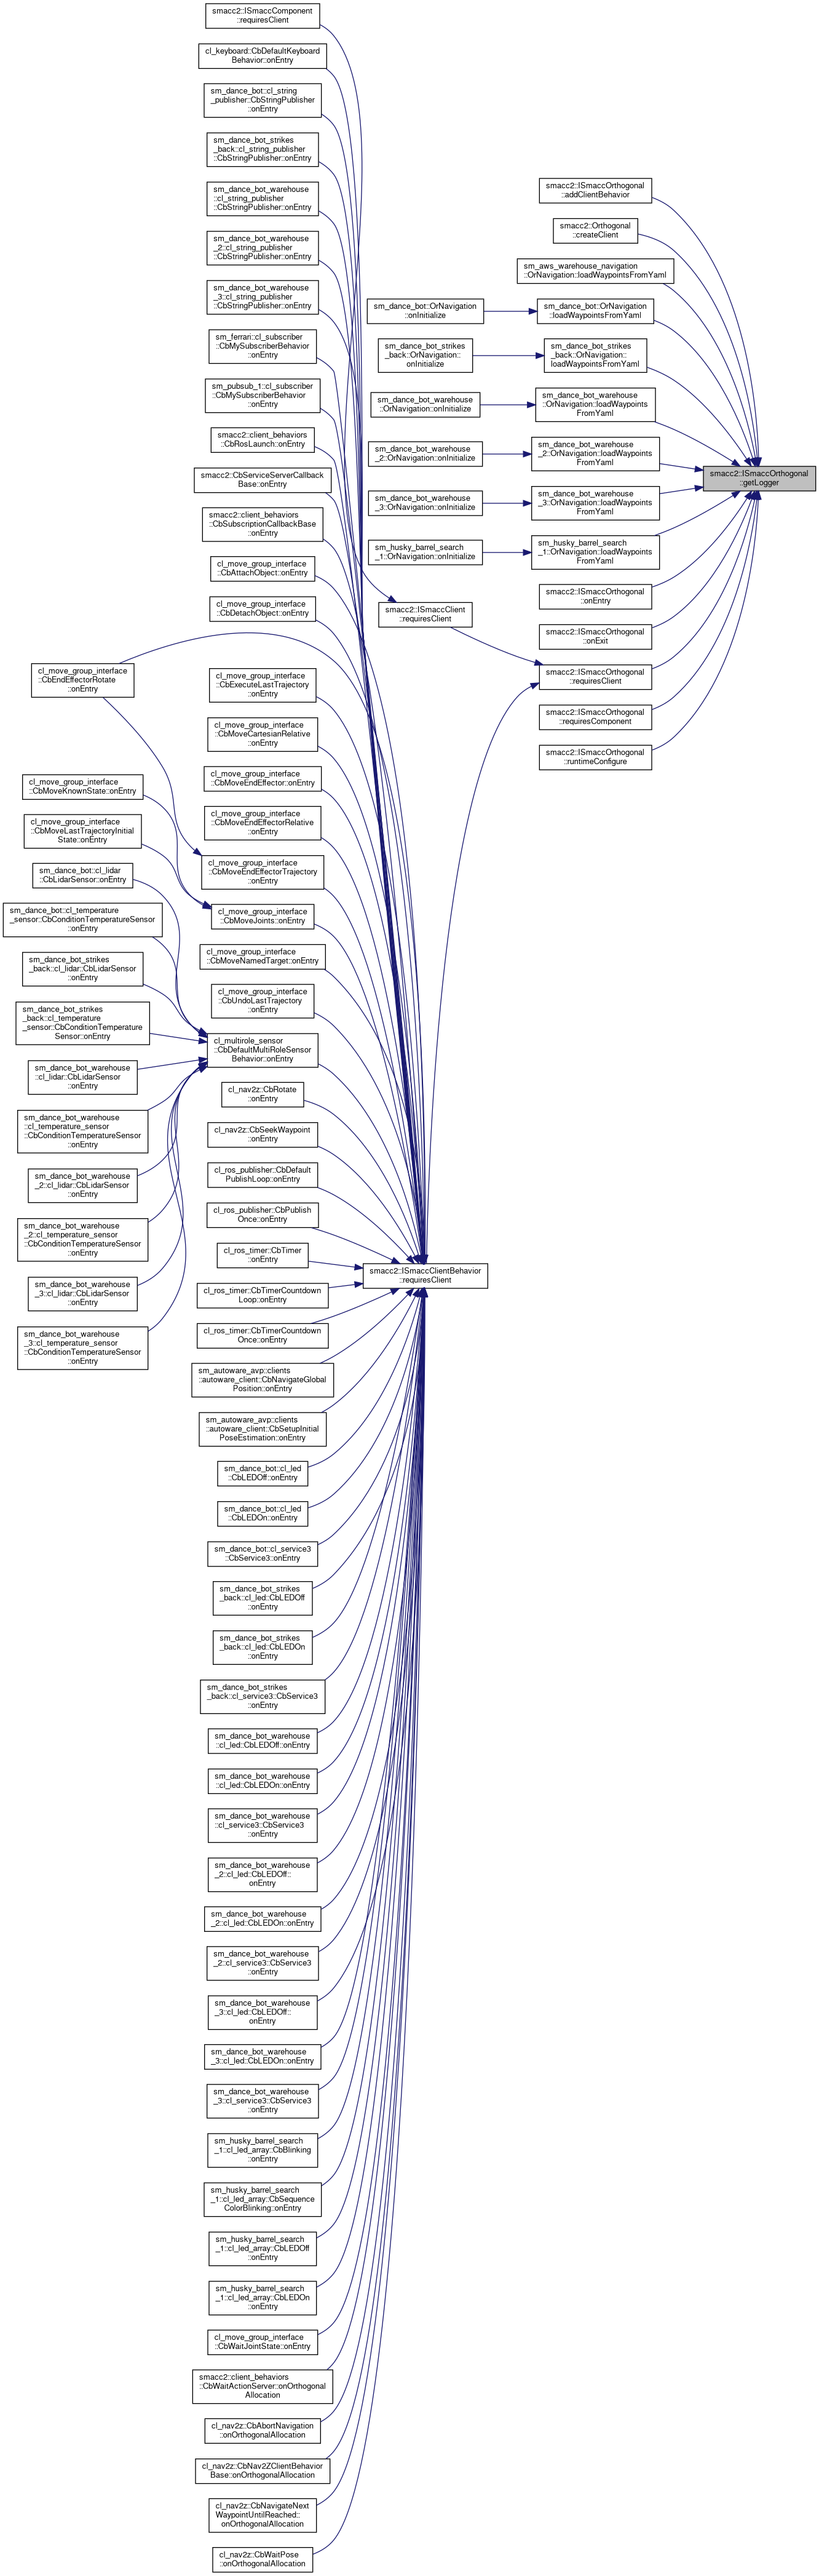 cl_move_group_interface
::CbEndEffectorRotate
::onEntry
cl_move_group_interface
::CbMoveKnownState::onEntry
cl_move_group_interface
::CbMoveLastTrajectoryInitial
State::onEntry
sm_dance_bot::cl_lidar
::CbLidarSensor::onEntry
sm_dance_bot::cl_temperature
_sensor::CbConditionTemperatureSensor
::onEntry
sm_dance_bot_strikes
_back::cl_lidar::CbLidarSensor
::onEntry
sm_dance_bot_strikes
_back::cl_temperature
_sensor::CbConditionTemperature
Sensor::onEntry
sm_dance_bot_warehouse
::cl_lidar::CbLidarSensor
::onEntry
sm_dance_bot_warehouse
::cl_temperature_sensor
::CbConditionTemperatureSensor
::onEntry
sm_dance_bot_warehouse
_2::cl_lidar::CbLidarSensor
::onEntry
sm_dance_bot_warehouse
_2::cl_temperature_sensor
::CbConditionTemperatureSensor
::onEntry
sm_dance_bot_warehouse
_3::cl_lidar::CbLidarSensor
::onEntry
sm_dance_bot_warehouse
_3::cl_temperature_sensor
::CbConditionTemperatureSensor
::onEntry
smacc2::ISmaccComponent
::requiresClient
cl_keyboard::CbDefaultKeyboard
Behavior::onEntry
sm_dance_bot::cl_string
_publisher::CbStringPublisher
::onEntry
sm_dance_bot_strikes
_back::cl_string_publisher
::CbStringPublisher::onEntry
sm_dance_bot_warehouse
::cl_string_publisher
::CbStringPublisher::onEntry
sm_dance_bot_warehouse
_2::cl_string_publisher
::CbStringPublisher::onEntry
sm_dance_bot_warehouse
_3::cl_string_publisher
::CbStringPublisher::onEntry
sm_ferrari::cl_subscriber
::CbMySubscriberBehavior
::onEntry
sm_pubsub_1::cl_subscriber
::CbMySubscriberBehavior
::onEntry
smacc2::client_behaviors
::CbRosLaunch::onEntry
smacc2::CbServiceServerCallback
Base::onEntry
smacc2::client_behaviors
::CbSubscriptionCallbackBase
::onEntry
cl_move_group_interface
::CbAttachObject::onEntry
cl_move_group_interface
::CbDetachObject::onEntry
cl_move_group_interface
::CbExecuteLastTrajectory
::onEntry
cl_move_group_interface
::CbMoveCartesianRelative
::onEntry
cl_move_group_interface
::CbMoveEndEffector::onEntry
cl_move_group_interface
::CbMoveEndEffectorRelative
::onEntry
cl_move_group_interface
::CbMoveEndEffectorTrajectory
::onEntry
cl_move_group_interface
::CbMoveJoints::onEntry
cl_move_group_interface
::CbMoveNamedTarget::onEntry
cl_move_group_interface
::CbUndoLastTrajectory
::onEntry
cl_multirole_sensor
::CbDefaultMultiRoleSensor
Behavior::onEntry
cl_nav2z::CbRotate
::onEntry
cl_nav2z::CbSeekWaypoint
::onEntry
cl_ros_publisher::CbDefault
PublishLoop::onEntry
cl_ros_publisher::CbPublish
Once::onEntry
cl_ros_timer::CbTimer
::onEntry
cl_ros_timer::CbTimerCountdown
Loop::onEntry
cl_ros_timer::CbTimerCountdown
Once::onEntry
sm_autoware_avp::clients
::autoware_client::CbNavigateGlobal
Position::onEntry
sm_autoware_avp::clients
::autoware_client::CbSetupInitial
PoseEstimation::onEntry
sm_dance_bot::cl_led
::CbLEDOff::onEntry
sm_dance_bot::cl_led
::CbLEDOn::onEntry
sm_dance_bot::cl_service3
::CbService3::onEntry
sm_dance_bot_strikes
_back::cl_led::CbLEDOff
::onEntry
sm_dance_bot_strikes
_back::cl_led::CbLEDOn
::onEntry
sm_dance_bot_strikes
_back::cl_service3::CbService3
::onEntry
sm_dance_bot_warehouse
::cl_led::CbLEDOff::onEntry
sm_dance_bot_warehouse
::cl_led::CbLEDOn::onEntry
sm_dance_bot_warehouse
::cl_service3::CbService3
::onEntry
sm_dance_bot_warehouse
_2::cl_led::CbLEDOff::
onEntry
sm_dance_bot_warehouse
_2::cl_led::CbLEDOn::onEntry
sm_dance_bot_warehouse
_2::cl_service3::CbService3
::onEntry
sm_dance_bot_warehouse
_3::cl_led::CbLEDOff::
onEntry
sm_dance_bot_warehouse
_3::cl_led::CbLEDOn::onEntry
sm_dance_bot_warehouse
_3::cl_service3::CbService3
::onEntry
sm_husky_barrel_search
_1::cl_led_array::CbBlinking
::onEntry
sm_husky_barrel_search
_1::cl_led_array::CbSequence
ColorBlinking::onEntry
sm_husky_barrel_search
_1::cl_led_array::CbLEDOff
::onEntry
sm_husky_barrel_search
_1::cl_led_array::CbLEDOn
::onEntry
cl_move_group_interface
::CbWaitJointState::onEntry
smacc2::client_behaviors
::CbWaitActionServer::onOrthogonal
Allocation
cl_nav2z::CbAbortNavigation
::onOrthogonalAllocation
cl_nav2z::CbNav2ZClientBehavior
Base::onOrthogonalAllocation
cl_nav2z::CbNavigateNext
WaypointUntilReached::
onOrthogonalAllocation
cl_nav2z::CbWaitPose
::onOrthogonalAllocation
sm_dance_bot::OrNavigation
::onInitialize
sm_dance_bot_strikes
_back::OrNavigation::
onInitialize
sm_dance_bot_warehouse
::OrNavigation::onInitialize
sm_dance_bot_warehouse
_2::OrNavigation::onInitialize
sm_dance_bot_warehouse
_3::OrNavigation::onInitialize
sm_husky_barrel_search
_1::OrNavigation::onInitialize
smacc2::ISmaccClient
::requiresClient
smacc2::ISmaccClientBehavior
::requiresClient
smacc2::ISmaccOrthogonal
::addClientBehavior
smacc2::Orthogonal
::createClient
sm_aws_warehouse_navigation
::OrNavigation::loadWaypointsFromYaml
sm_dance_bot::OrNavigation
::loadWaypointsFromYaml
sm_dance_bot_strikes
_back::OrNavigation::
loadWaypointsFromYaml
sm_dance_bot_warehouse
::OrNavigation::loadWaypoints
FromYaml
sm_dance_bot_warehouse
_2::OrNavigation::loadWaypoints
FromYaml
sm_dance_bot_warehouse
_3::OrNavigation::loadWaypoints
FromYaml
sm_husky_barrel_search
_1::OrNavigation::loadWaypoints
FromYaml
smacc2::ISmaccOrthogonal
::onEntry
smacc2::ISmaccOrthogonal
::onExit
smacc2::ISmaccOrthogonal
::requiresClient
smacc2::ISmaccOrthogonal
::requiresComponent
smacc2::ISmaccOrthogonal
::runtimeConfigure
smacc2::ISmaccOrthogonal
::getLogger